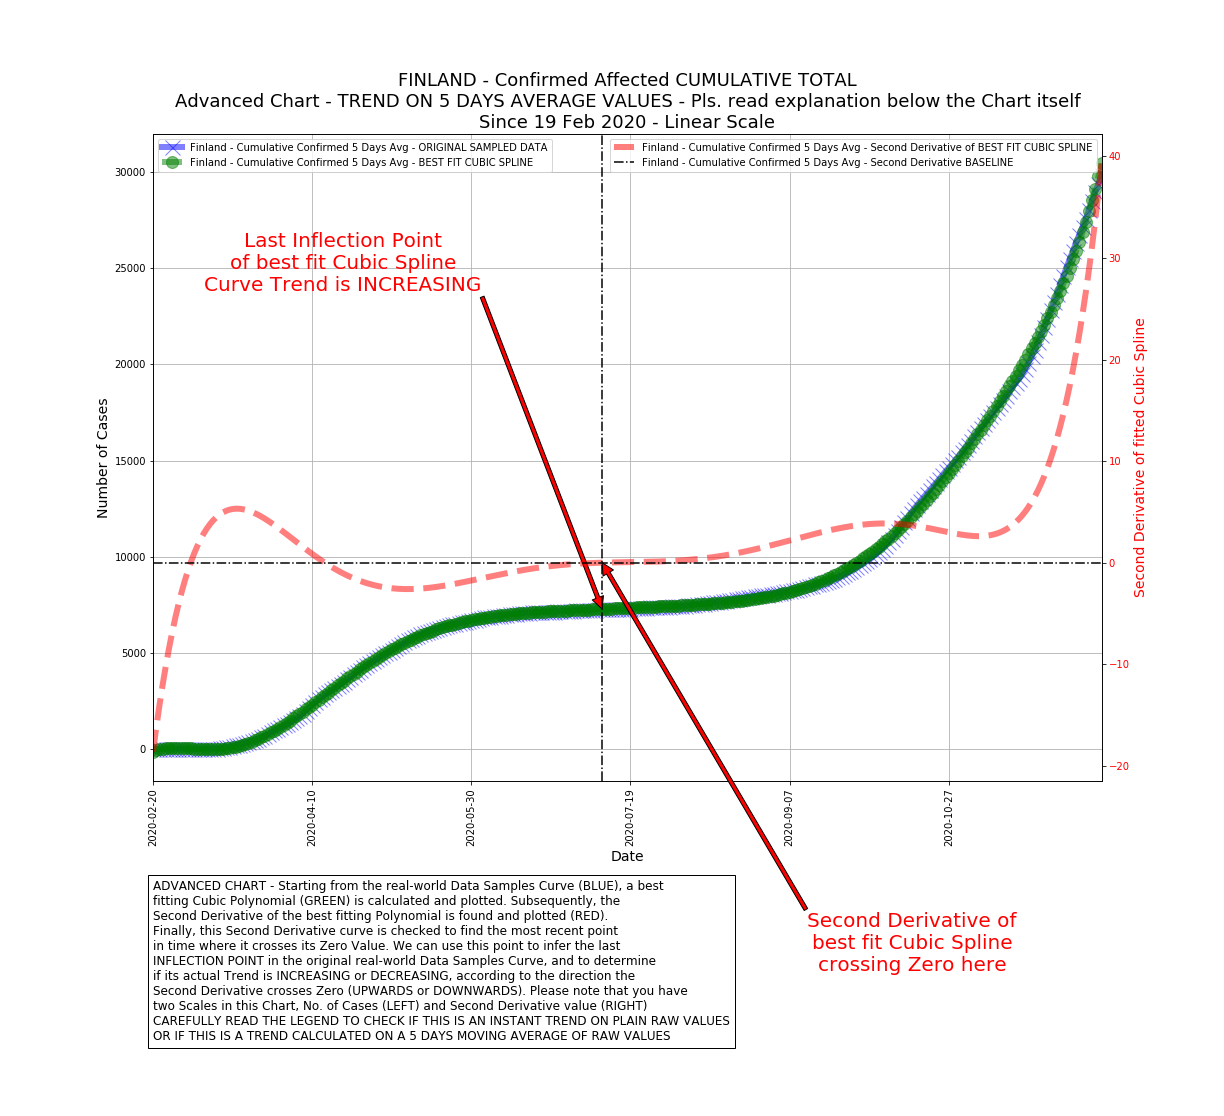 FINLAND - Confirmed Affected CUMULATIVE TOTAL
Advanced Chart - TREND ON 5 DAYS AVERAGE VALUES - Pls. read explanation below the Chart itself
Since 19 Feb 2020 - Linear Scale
Finland - Cumulative Confirmed 5 Days Avg - ORIGINAL SAMPLED DATA
Finland - Cumulative Confirmed 5 Days Avg - BEST FIT CUBIC SPLINE
Finland - Cumulative Confirmed 5 Days Avg - Second Derivative of BEST FIT CUBIC SPLINE
Finland - Cumulative Confirmed 5 Days Avg - Second Derivative BASELINE
Last Inflection Point
of best fit Cubic Spline
Curve Trend is INCREASING
Number of Cases
30000
25000
20000
15000
10000
5000
0
40
30
20
10
0
−10
−20
Second Derivative of fitted Cubic Spline
2020-02-20
2020-04-10
2020-05-30
2020-07-19
2020-09-07
2020-10-27
Date
Second Derivative of
best fit Cubic Spline
crossing Zero here
ADVANCED CHART - Starting from the real-world Data Samples Curve (BLUE), a best
fitting Cubic Polynomial (GREEN) is calculated and plotted. Subsequently, the
Second Derivative of the best fitting Polynomial is found and plotted (RED).
Finally, this Second Derivative curve is checked to find the most recent point
in time where it crosses its Zero Value. We can use this point to infer the last
INFLECTION POINT in the original real-world Data Samples Curve, and to determine
if its actual Trend is INCREASING or DECREASING, according to the direction the
Second Derivative crosses Zero (UPWARDS or DOWNWARDS). Please note that you have
two Scales in this Chart, No. of Cases (LEFT) and Second Derivative value (RIGHT)
CAREFULLY READ THE LEGEND TO CHECK IF THIS IS AN INSTANT TREND ON PLAIN RAW VALUES
OR IF THIS IS A TREND CALCULATED ON A 5 DAYS MOVING AVERAGE OF RAW VALUES